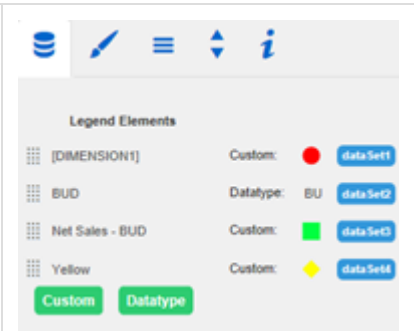 Legend Elements
[DIMENSION1] Custom: dataSet1
BUD Datatype: BU dataSet2
Net Sales - BUD Custom: dataSet3
Yellow Custom: dataSet4
Custom Datatype